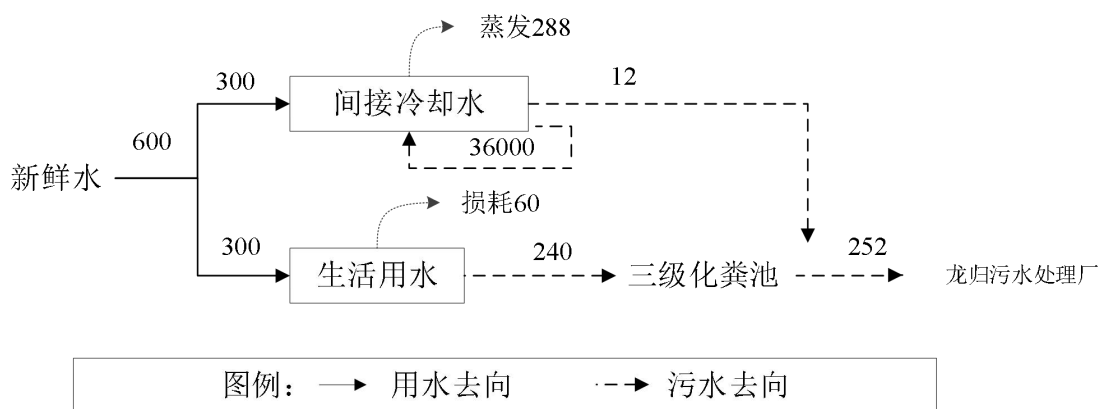 蒸发288
300
间接冷却水
12
36000
600
新鲜水
损耗60
300
生活用水
240
三级化粪池
252
龙归污水处理厂
图例： 用水去向 污水去向